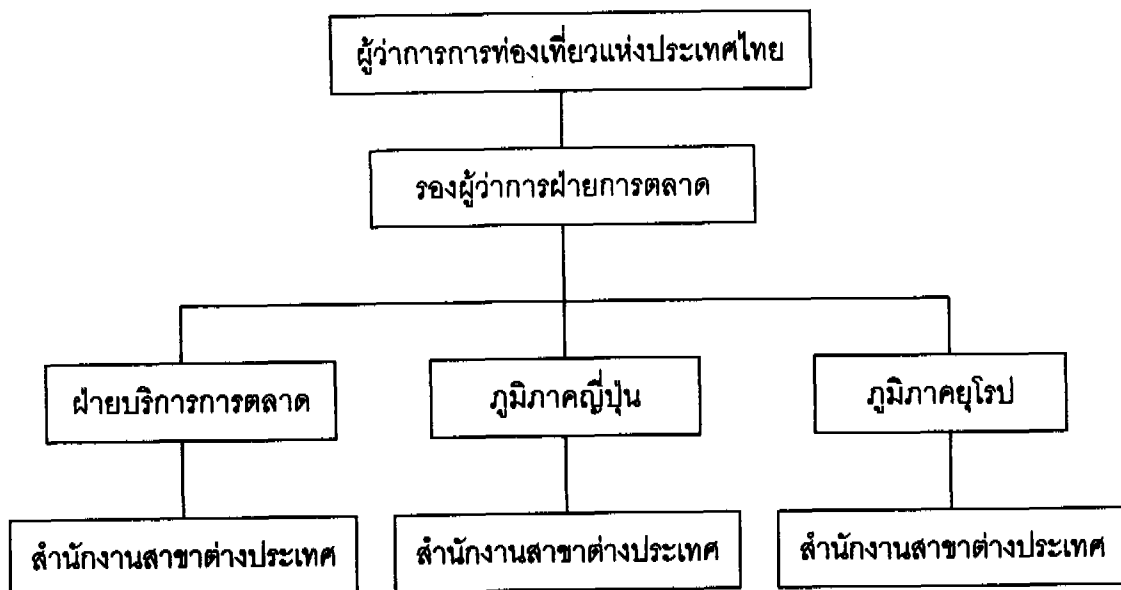 ผู้ว่าการการท่องเที่ยวแห่งประเทศไทย
รองผู้ว่าการฝ่ายการตลาด
ฝ่ายบริการการตลาด
ภูมิภาคญี่ปุ่น
ภูมิภาคยุโรป
สำนักงานสาขาต่างประเทศ
สำนักงานสาขาต่างประเทศ
สำนักงานสาขาต่างประเทศ